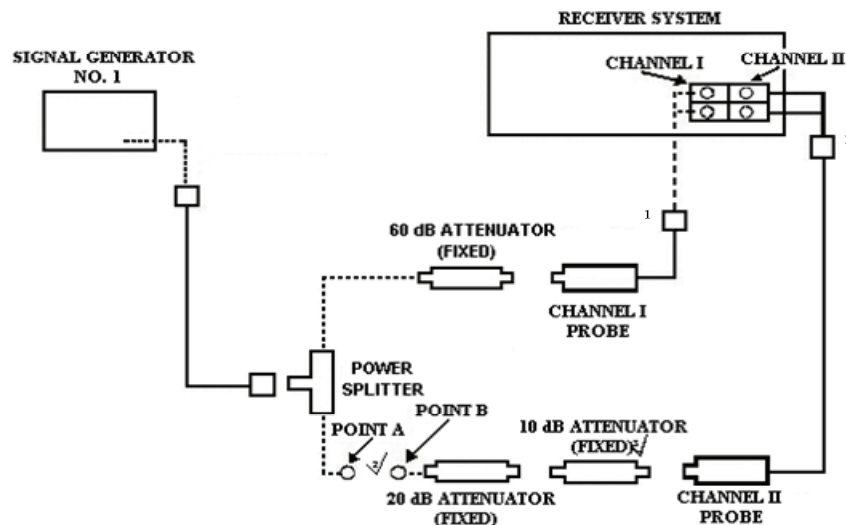 RECEIVER SYSTEM
SIGNAL GENERATOR
NO. 1
CHANNEL I
CHANNEL II
1
60 dB ATTENUATOR
(FIXED)
CHANNEL I
PROBE
POWER
SPLITTER
POINT A
POINT B
2
10 dB ATTENUATOR
(FIXED)
20 dB ATTENUATOR
(FIXED)
CHANNEL II
PROBE